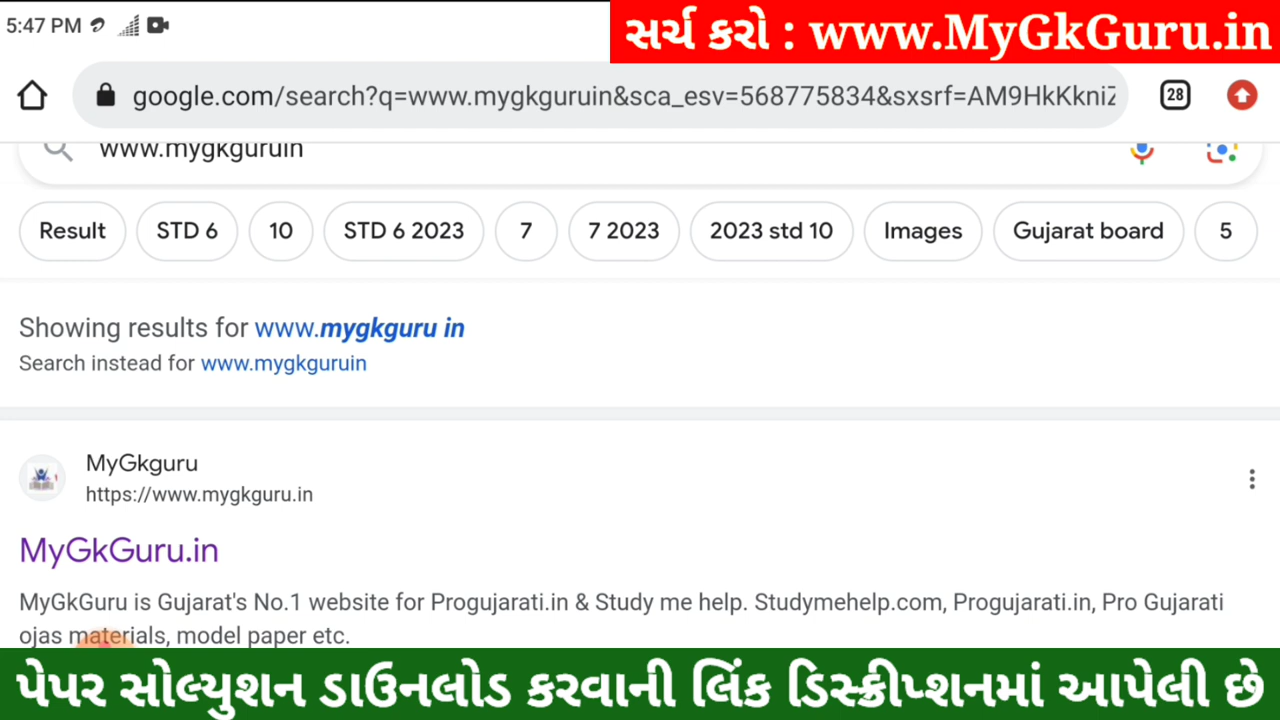 5:47 PM
સર્ચ કરો : www.MyGkGuru.in
google.com/search?q=www.mygkguruin&sca_esv=568775834&sxsrf=AM9HkKkniZ
28
www.mygkguruin
Result STD 6 10 STD 6 2023 7 7 2023 2023 std 10 Images Gujarat board 5
Showing results for www.mygkguru in
Search instead for www.mygkguruin
MyGkguru
https://www.mygkguru.in
MyGkGuru.in
MyGkGuru is Gujarat's No.1 website for Progujarati.in & Study me help. Studymehelp.com, Progujarati.in, Pro Gujarati
ojas materials, model paper etc.
પેપર સોલ્યુશન ડાઉનલોડ કરવાની લિંક ડિસ્ક્રીપ્શનમાં આપેલી છે